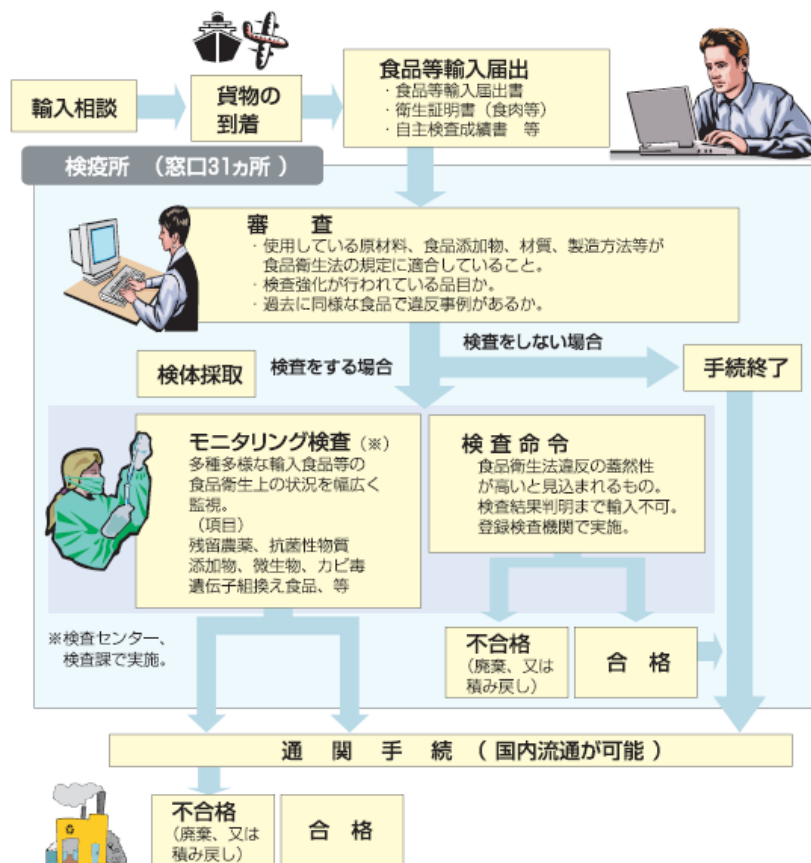 輸入相談
貨物の
到着
食品等輸入届出
・食品等輸入届出書
・衛生証明書（食肉等）
・自主検査成績書　等
検疫所　（窓口31ヵ所）
審　査
・使用している原材料、食品添加物、材質、製造方法等が
食品衛生法の規定に適合していること。
・検査強化が行われている品目か。
・過去に同様な食品で違反事例があるか。
検体採取
検査をする場合
検査をしない場合
手続終了
モニタリング検査（※）
多種多様な輸入食品等の
食品衛生上の状況を幅広く
監視。
（項目）
残留農薬、抗菌性物質
添加物、微生物、カビ毒
遺伝子組換え食品、等
検 査 命 令
食品衛生法違反の蓋然性
が高いと見込まれるもの。
検査結果判明まで輸入不可。
登録検査機関で実施。
※検査センター、
検査課で実施。
不合格
（廃棄、又は
積み戻し）
合　格
通　関　手　続　（ 国内流通が可能 ）
不合格
（廃棄、又は
積み戻し）
合　格